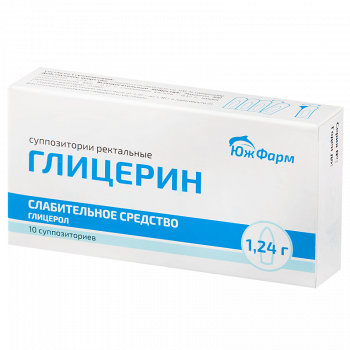 суппозитории ректальные
ЮжФарм
ГЛИЦЕРИН
СЛАБИТЕЛЬНОЕ СРЕДСТВО
ГЛИЦЕРОЛ
10 суппозиториев
1,24 г